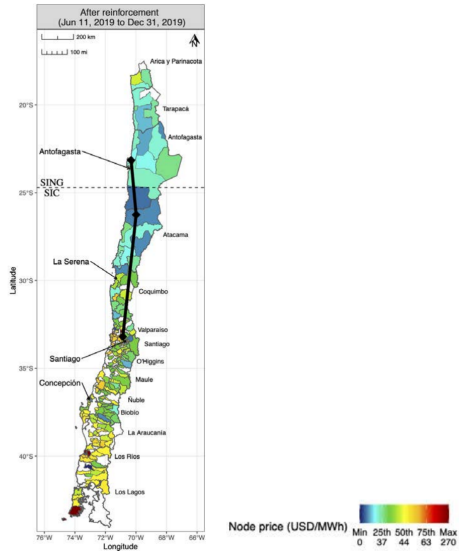 After reinforcement
(Jun 11, 2019 to Dec 31, 2019)
200 km
100 mi
N
Arica y Parinacota
20°S
Tarapacá
Antofagasta
Antofagasta
25°S
SING
SIC
Atacama
La Serena
30°S
Coquimbo
Valparaíso
Santiago
Santiago
O'Higgins
35°S
Maule
Concepción
Ñuble
Biobío
La Araucanía
40°S
Los Ríos
Los Lagos
76°W 74°W 72°W 70°W 68°W 66°W
Longitude
Latitude
Node price (USD/MWh)
Min 25th 50th 75th Max
0 37 44 63 270